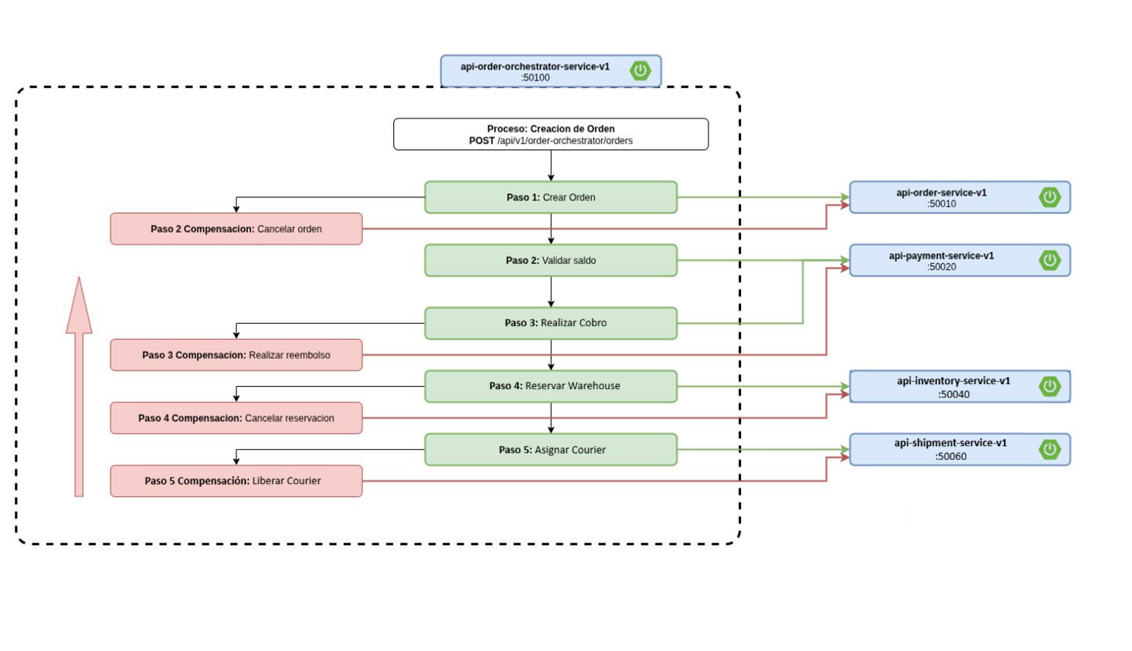 api-order-orchestrator-service-v1
:50100
Proceso: Creacion de Orden
POST /api/v1/order-orchestrator/orders
Paso 1: Crear Orden
api-order-service-v1
:50010
Paso 2 Compensacion: Cancelar orden
Paso 2: Validar saldo
api-payment-service-v1
:50020
Paso 3: Realizar Cobro
Paso 3 Compensacion: Realizar reembolso
Paso 4: Reservar Warehouse
api-inventory-service-v1
:50040
Paso 4 Compensacion: Cancelar reservacion
Paso 5: Asignar Courier
api-shipment-service-v1
:50060
Paso 5 Compensación: Liberar Courier